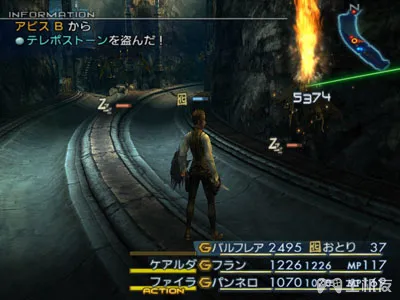 INFORMATION
アビス B から
テレポストーンを盗んだ！
5374
バルフレア 2495 囮 おとり 37
ケアルダ フラン 1226 1226 MP117
ファイラ パンネロ 1070
ACTION